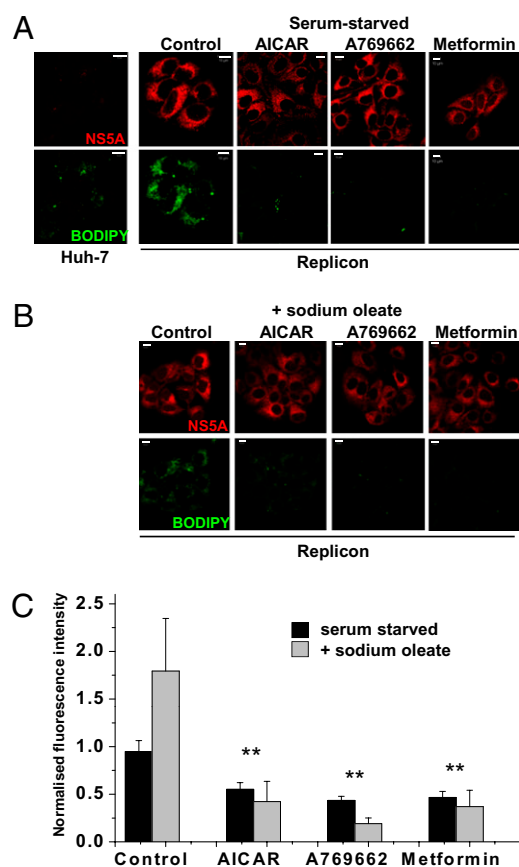 A
Serum-starved
Control AICAR A769662 Metformin
NS5A
BODIPY
Huh-7
Replicon
B
+ sodium oleate
Control AICAR A769662 Metformin
NS5A
BODIPY
Replicon
C
Normalised fluorescence intensity
2.5
2.0
1.5
1.0
0.5
0.0
serum starved
+ sodium oleate
** ** **
Control AICAR A769662 Metformin